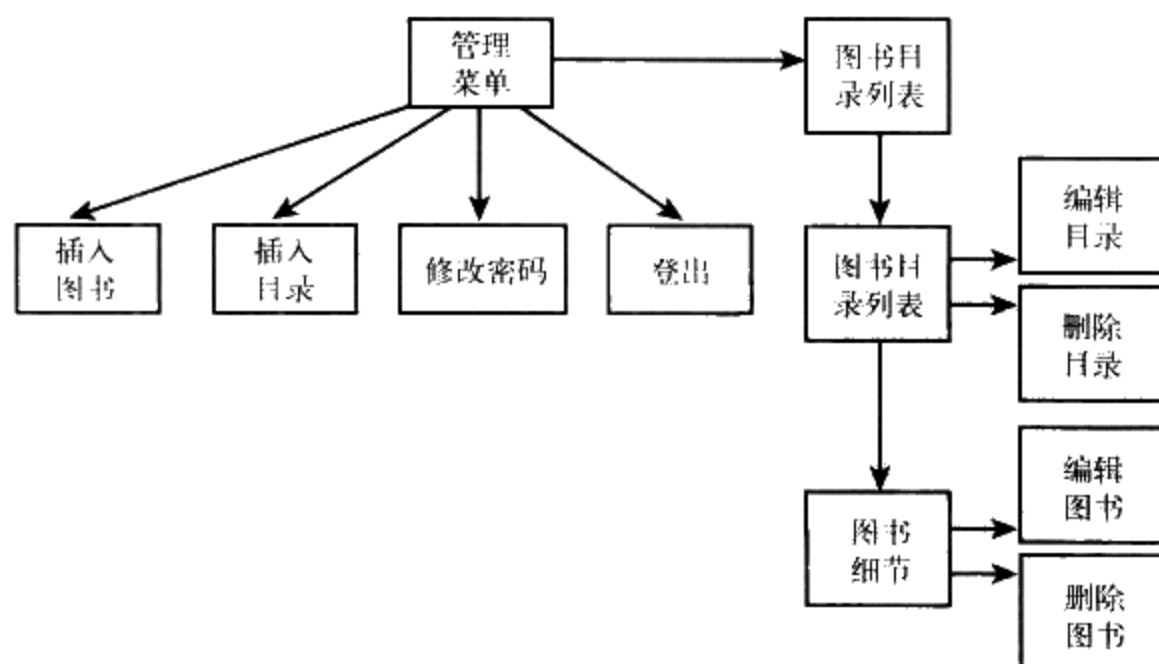 管理
菜单
图书目
录列表
插入
图书
插入
目录
修改密码
登出
图书目
录列表
编辑
目录
删除
目录
图书
细节
编辑
图书
删除
图书